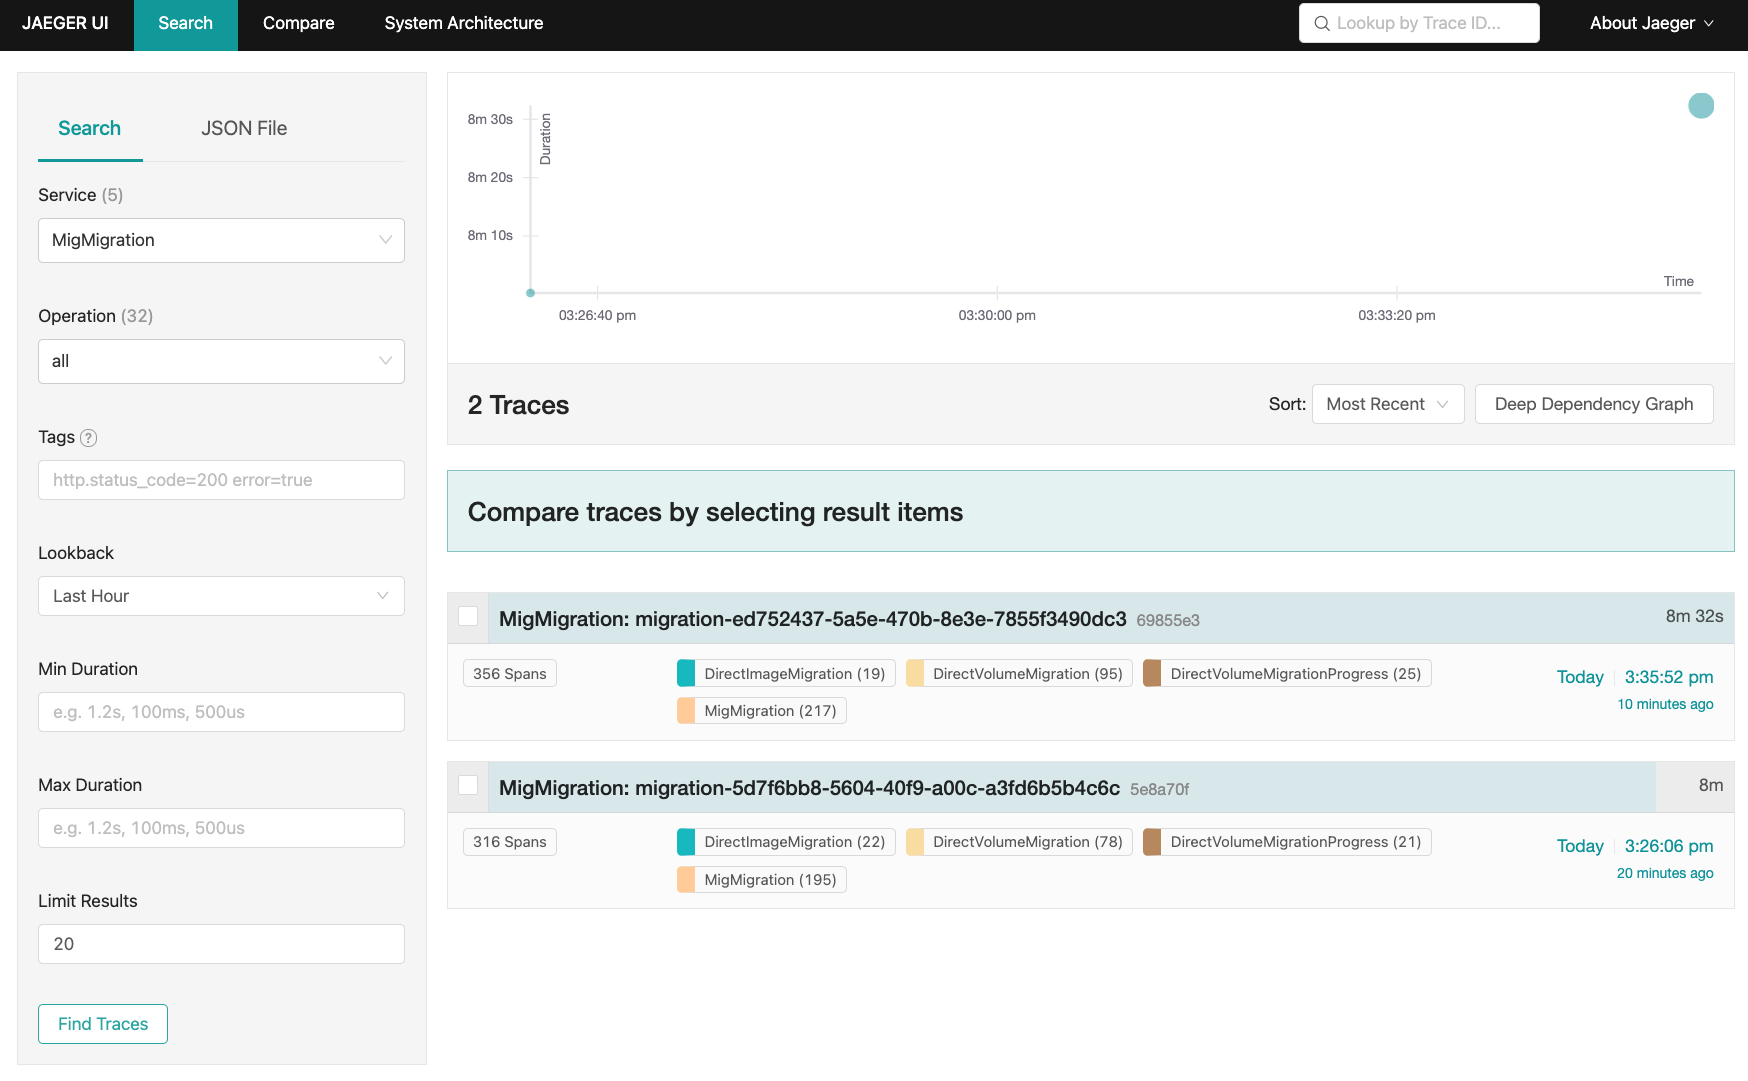 JAEGER UI
Search
Compare
System Architecture
Lookup by Trace ID...
About Jaeger
Search
JSON File
Service (5)
MigMigration
Operation (32)
all
Tags ?
http.status_code=200 error=true
Lookback
Last Hour
Min Duration
e.g. 1.2s, 100ms, 500us
Max Duration
e.g. 1.2s, 100ms, 500us
Limit Results
20
Find Traces
8m 30s
8m 20s
8m 10s
Duration
Time
03:26:40 pm
03:30:00 pm
03:33:20 pm
2 Traces
Sort: Most Recent
Deep Dependency Graph
Compare traces by selecting result items
MigMigration: migration-ed752437-5a5e-470b-8e3e-7855f3490dc3 69855e3
8m 32s
356 Spans
DirectImageMigration (19)
DirectVolumeMigration (95)
DirectVolumeMigrationProgress (25)
MigMigration (217)
Today 3:35:52 pm
10 minutes ago
MigMigration: migration-5d7f6bb8-5604-40f9-a00c-a3fd6b5b4c6c 5e8a70f
8m
316 Spans
DirectImageMigration (22)
DirectVolumeMigration (78)
DirectVolumeMigrationProgress (21)
MigMigration (195)
Today 3:26:06 pm
20 minutes ago